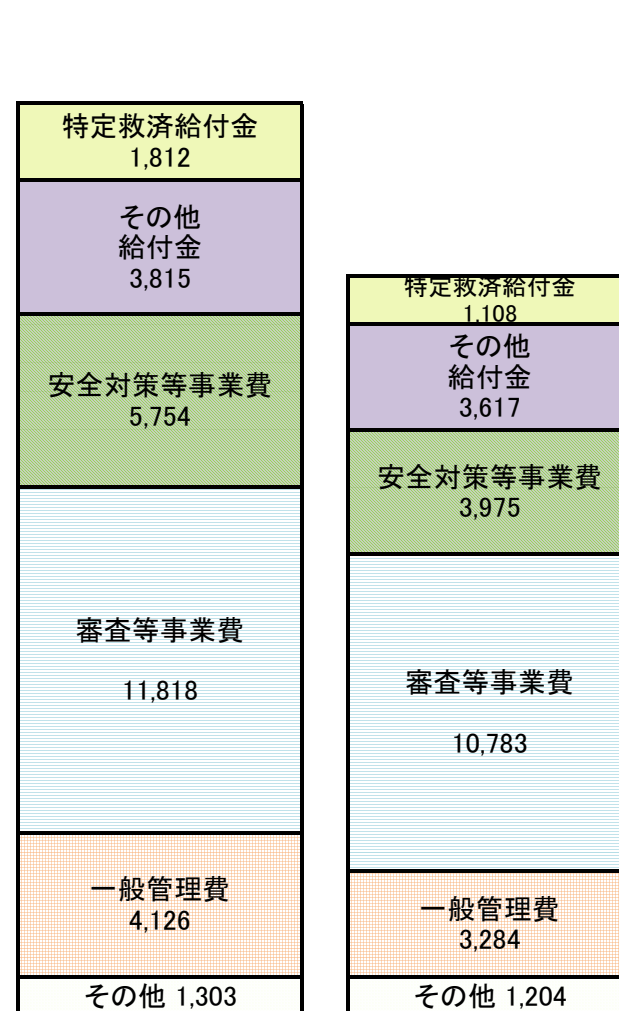 特定救済給付金
1,812
その他
給付金
3,815
安全対策等事業費
5,754
審査等事業費
11,818
一般管理費
4,126
その他 1,303
特定救済給付金
1,108
その他
給付金
3,617
安全対策等事業費
3,975
審査等事業費
10,783
一般管理費
3,284
その他 1,204